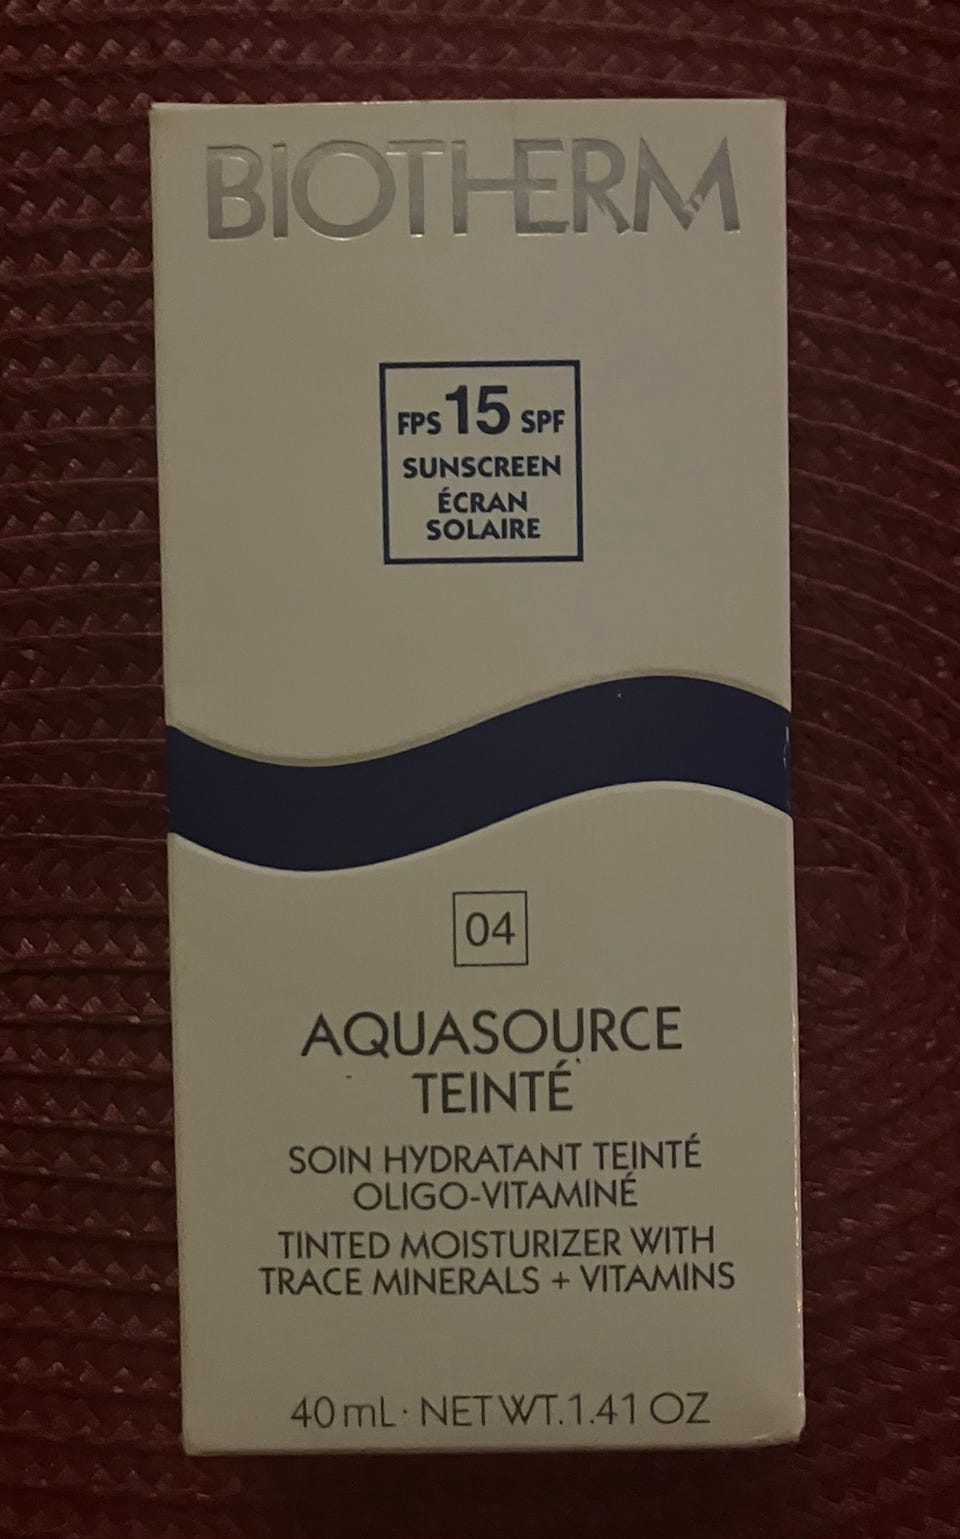 BIOTHERM
FPS 15 SPF
SUNSCREEN
ÉCRAN
SOLAIRE
04
AQUASOURCE
TEINTÉ
SOIN HYDRATANT TEINTÉ
OLIGO-VITAMINÉ
TINTED MOISTURIZER WITH
TRACE MINERALS + VITAMINS
40 mL · NET WT. 1.41 OZ